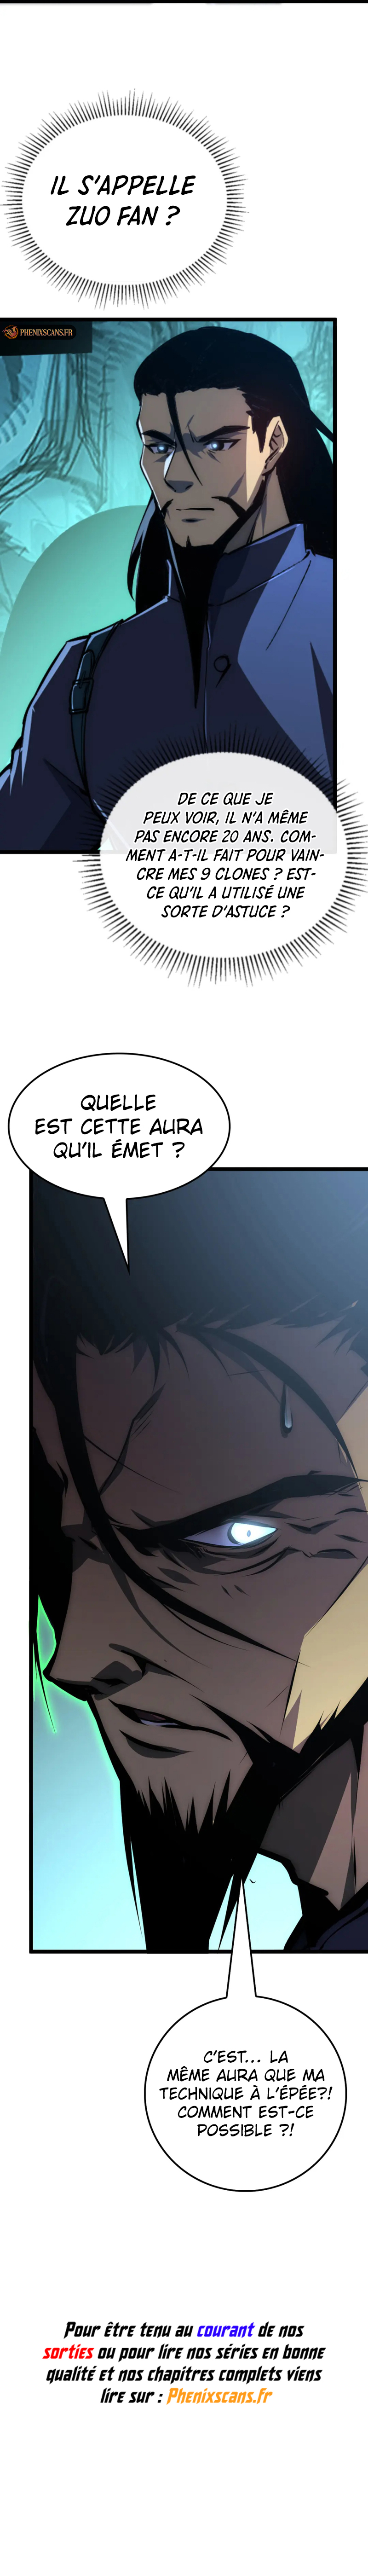 IL S'APPELLE
ZUO FAN ?
PHENIXSCANS.FR
DE CE QUE JE
PEUX VOIR, IL N'A MÊME
PAS ENCORE 20 ANS. COM-
MENT A-T-IL FAIT POUR VAIN-
CRE MES 9 CLONES ? EST-
CE QU'IL A UTILISÉ UNE
SORTE D'ASTUCE ?
QUELLE
EST CETTE AURA
QU'IL ÉMET ?
C'EST... LA
MÊME AURA QUE MA
TECHNIQUE À L'ÉPÉE?!
COMMENT EST-CE
POSSIBLE ?!
Pour être tenu au courant de nos
sorties ou pour lire nos séries en bonne
qualité et nos chapitres complets viens
lire sur : Phenixscans.fr